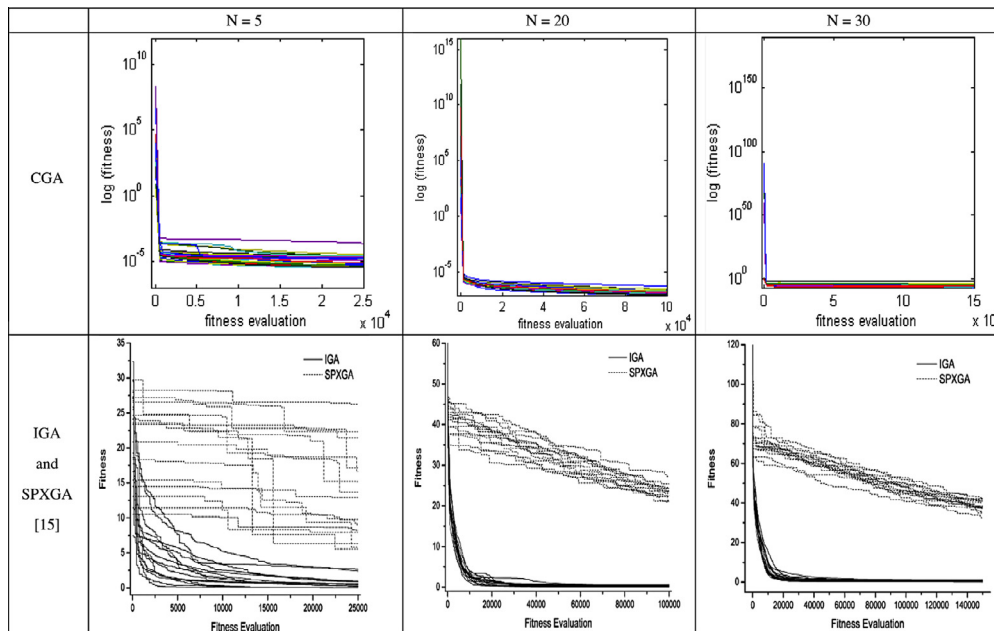 N = 5
N = 20
N = 30
CGA
log (fitness)
10^10
10^5
10^0
10^-5
0 0.5 1 1.5 2 2.5
fitness evaluation
x 10^4
log (fitness)
10^15
10^10
10^5
10^0
10^-5
0 2 4 6 8 10
fitness evaluation
x 10^4
log (fitness)
10^150
10^100
10^50
10^0
0 5 10 15
fitness evaluation
x 10
IGA
and
SPXGA
[15]
Fitness
35
30
25
20
15
10
5
0
IGA
SPXGA
0 5000 10000 15000 20000 25000
Fitness Evaluation
Fitness
60
50
40
30
20
10
0
IGA
SPXGA
0 20000 40000 60000 80000 100000
Fitness Evaluation
Fitness
120
100
80
60
40
20
0
IGA
SPXGA
0 20000 40000 60000 80000 100000 120000 140000
Fitness Evaluation